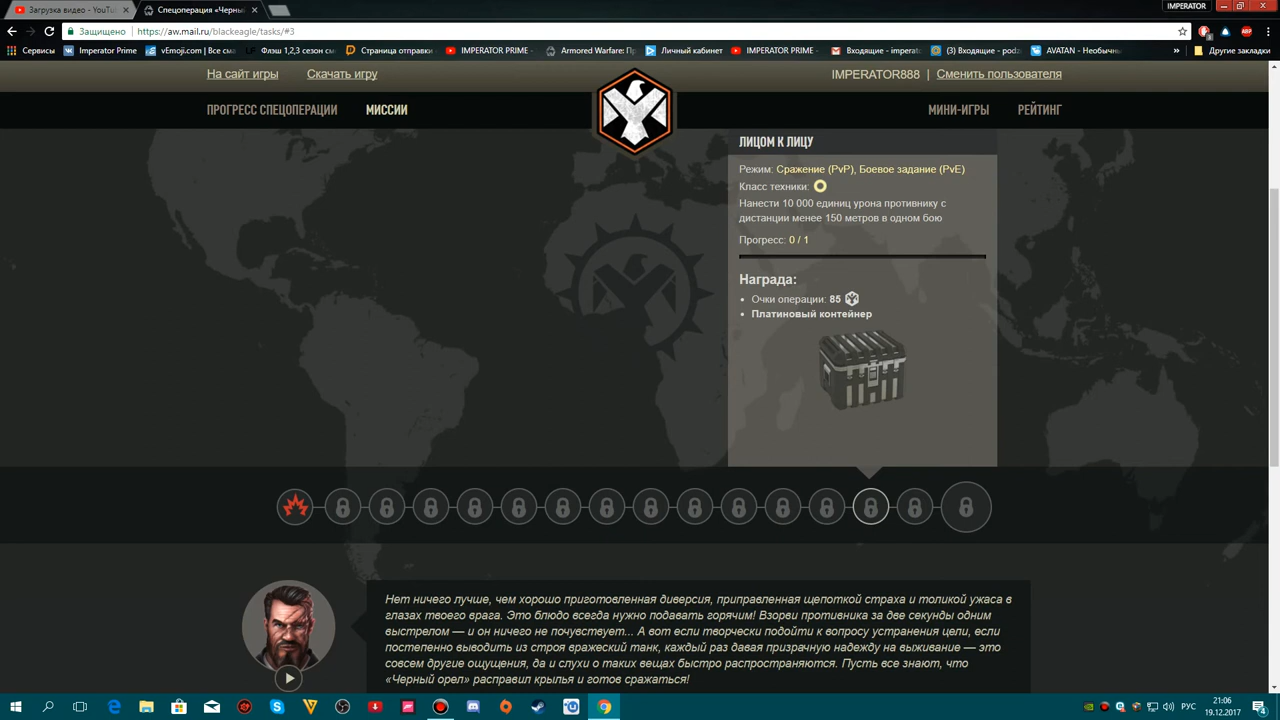 Загрузка видео - YouTu
Спецоперация «Черный
IMPERATOR
Защищено
https://aw.mail.ru/blackeagle/tasks/#3
Сервисы
Imperator Prime
vEmoji.com | Все сма
Флэш 1,2,3 сезон см
Страница отправки
IMPERATOR PRIME -
Armored Warfare: Пр
Личный кабинет
IMPERATOR PRIME -
Входящие - imperato
(3) Входящие - poda
AVATAN - Необычн
»
Другие закладки
На сайт игры
Скачать игру
IMPERATOR888 | Сменить пользователя
ПРОГРЕСС СПЕЦОПЕРАЦИИ
МИССИИ
МИНИ-ИГРЫ
РЕЙТИНГ
ЛИЦОМ К ЛИЦУ
Режим: Сражение (PvP), Боевое задание (PvE)
Класс техники:
Нанести 10 000 единиц урона противнику с
дистанции менее 150 метров в одном бою
Прогресс: 0 / 1
Награда:
• Очки операции: 85
• Платиновый контейнер
Нет ничего лучше, чем хорошо приготовленная диверсия, приправленная щепоткой страха и толикой ужаса в
глазах твоего врага. Это блюдо всегда нужно подавать горячим! Взорви противника за две секунды одним
выстрелом — и он ничего не почувствует... А вот если творчески подойти к вопросу устранения цели, если
постепенно выводить из строя вражеский танк, каждый раз давая призрачную надежду на выживание — это
совсем другие ощущения, да и слухи о таких вещах быстро распространяются. Пусть все знают, что
«Черный орел» расправил крылья и готов сражаться!
РУС
21:06
19.12.2017
4